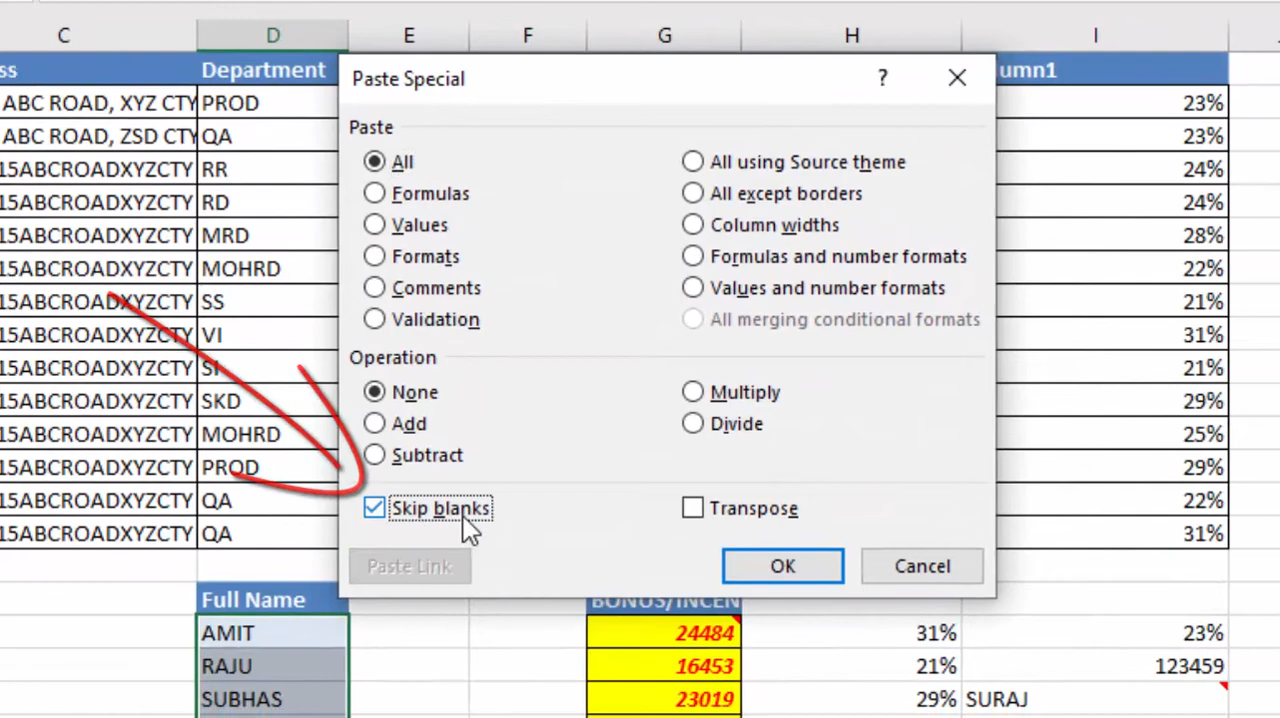 C D E F G H I
ss Department umn1
ABC ROAD, XYZ CTY PROD 23%
ABC ROAD, ZSD CTY QA 23%
15ABCROADXYZCTY RR 24%
15ABCROADXYZCTY RD 24%
15ABCROADXYZCTY MRD 28%
15ABCROADXYZCTY MOHRD 22%
15ABCROADXYZCTY SS 21%
15ABCROADXYZCTY VI 31%
15ABCROADXYZCTY SI 21%
15ABCROADXYZCTY SKD 29%
15ABCROADXYZCTY MOHRD 25%
15ABCROADXYZCTY PROD 29%
15ABCROADXYZCTY QA 22%
15ABCROADXYZCTY QA 31%
Paste Special ?
Paste
All All using Source theme
Formulas All except borders
Values Column widths
Formats Formulas and number formats
Comments Values and number formats
Validation All merging conditional formats
Operation
None Multiply
Add Divide
Subtract
Skip blanks Transpose
Paste Link OK Cancel
Full Name BONUS/INCEN
AMIT 24484 31% 23%
RAJU 16453 21% 123459
SUBHAS 23019 29% SURAJ